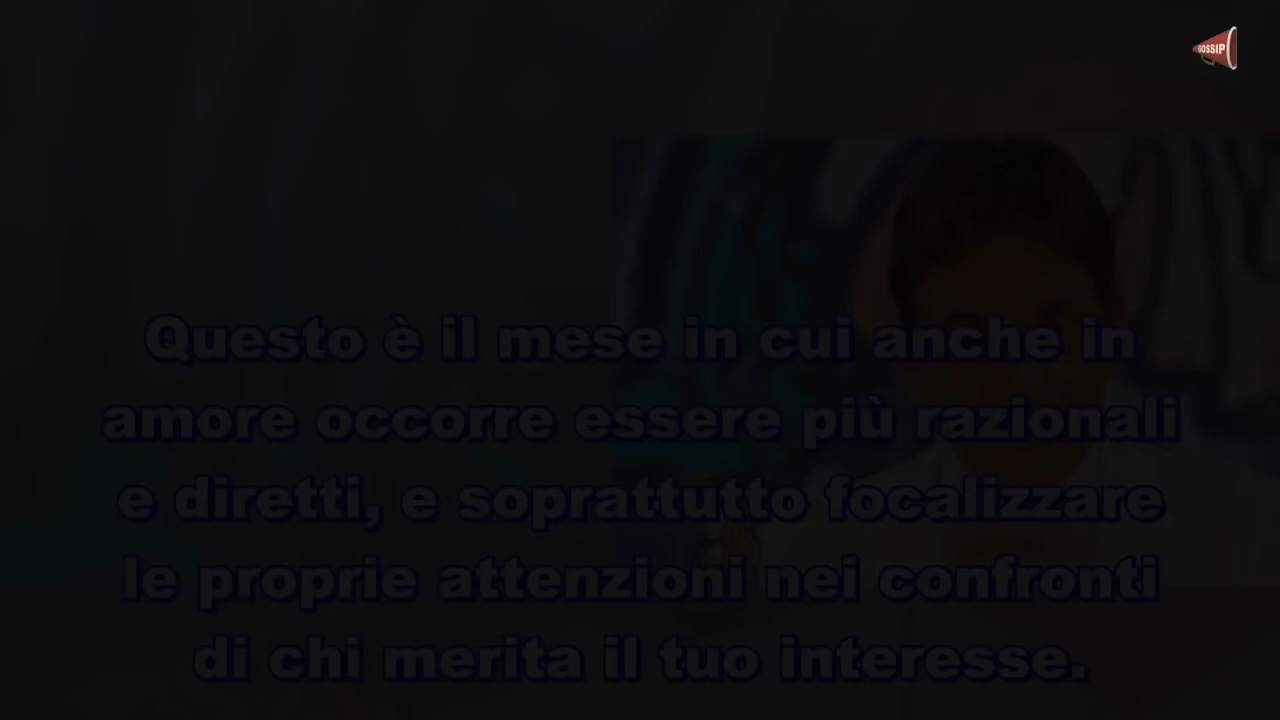 GOSSIP
Questo è il mese in cui anche in
amore occorre essere più razionali
e diretti, e soprattutto focalizzare
le proprie attenzioni nei confronti
di chi merita il tuo interesse.